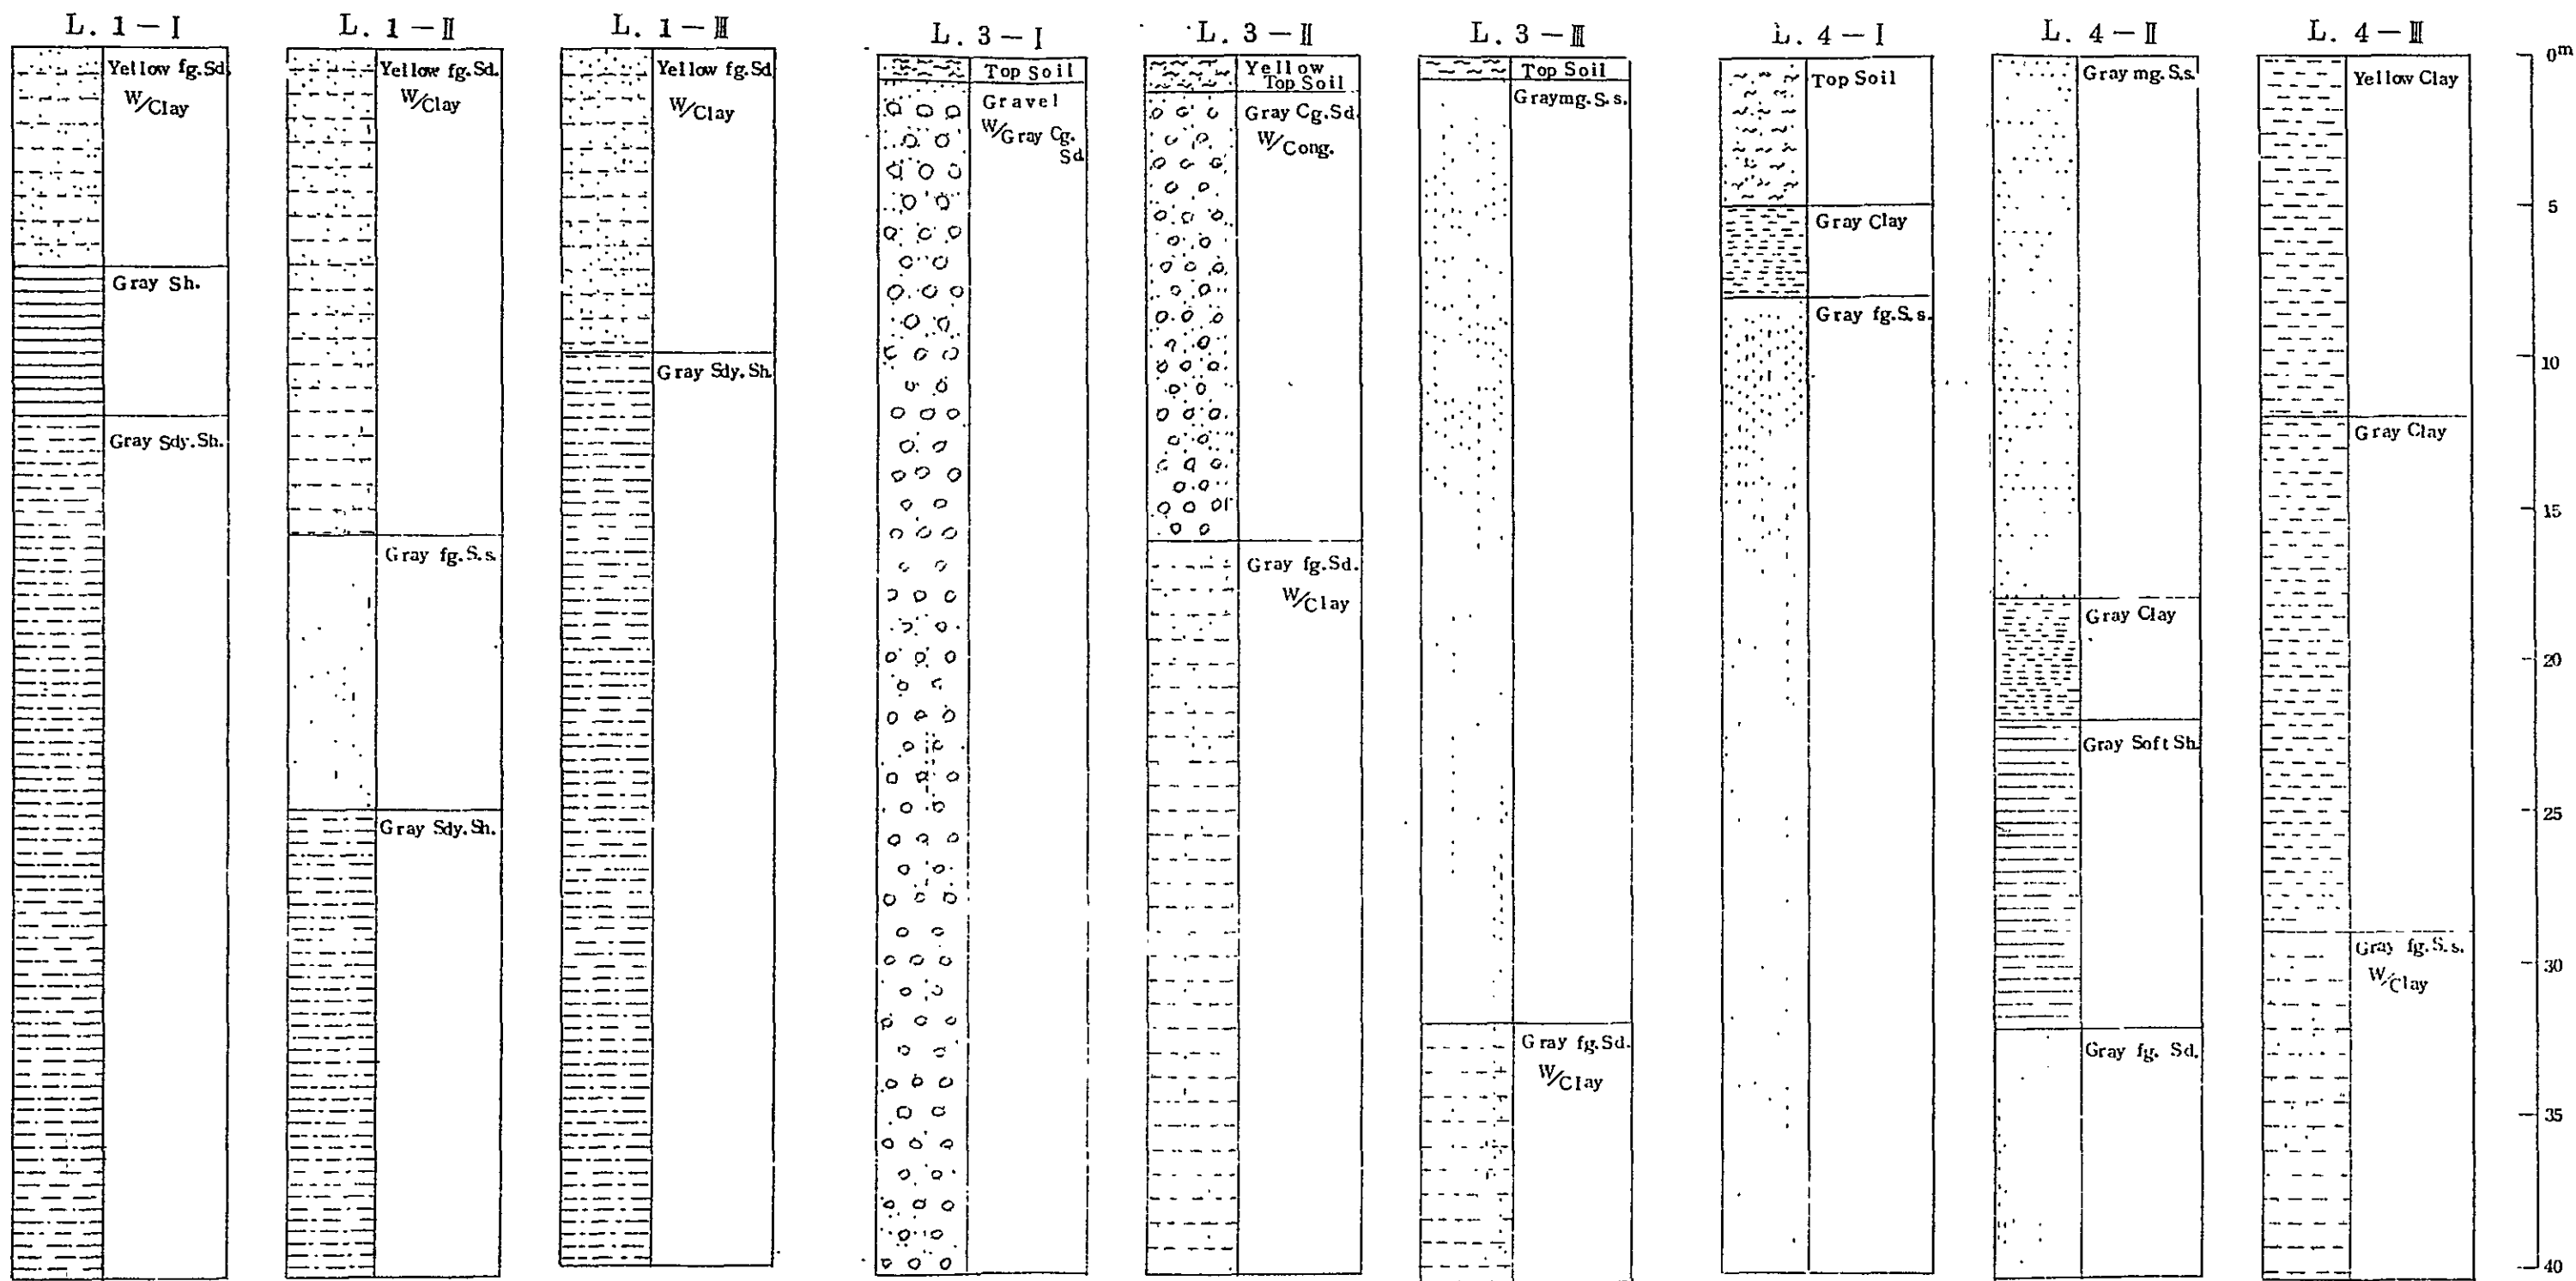 L. 1 - I
Yellow fg.Sd.
W/Clay
Gray Sh.
Gray Sdy.Sh.
L. 1 - II
Yellow fg.Sd.
W/Clay
Gray fg.S.s.
Gray Sdy.Sh.
L. 1 - III
Yellow fg.Sd
W/Clay
Gray Sdy.Sh.
L. 3 - I
Top Soil
Gravel
W/Gray Cg.
Sd
L. 3 - II
Yellow
Top Soil
Gray Cg.Sd.
W/Cong.
Gray fg.Sd.
W/Clay
L. 3 - III
Top Soil
Gray mg.S.s.
Gray fg.Sd.
W/Clay
L. 4 - I
Top Soil
Gray Clay
Gray fg.S.s.
L. 4 - II
Gray mg.S.s.
Gray Clay
Gray Soft Sh.
Gray fg. Sd.
L. 4 - III
Yellow Clay
Gray Clay
Gray fg.S.s.
W/Clay
0m
5
10
15
20
25
30
35
40